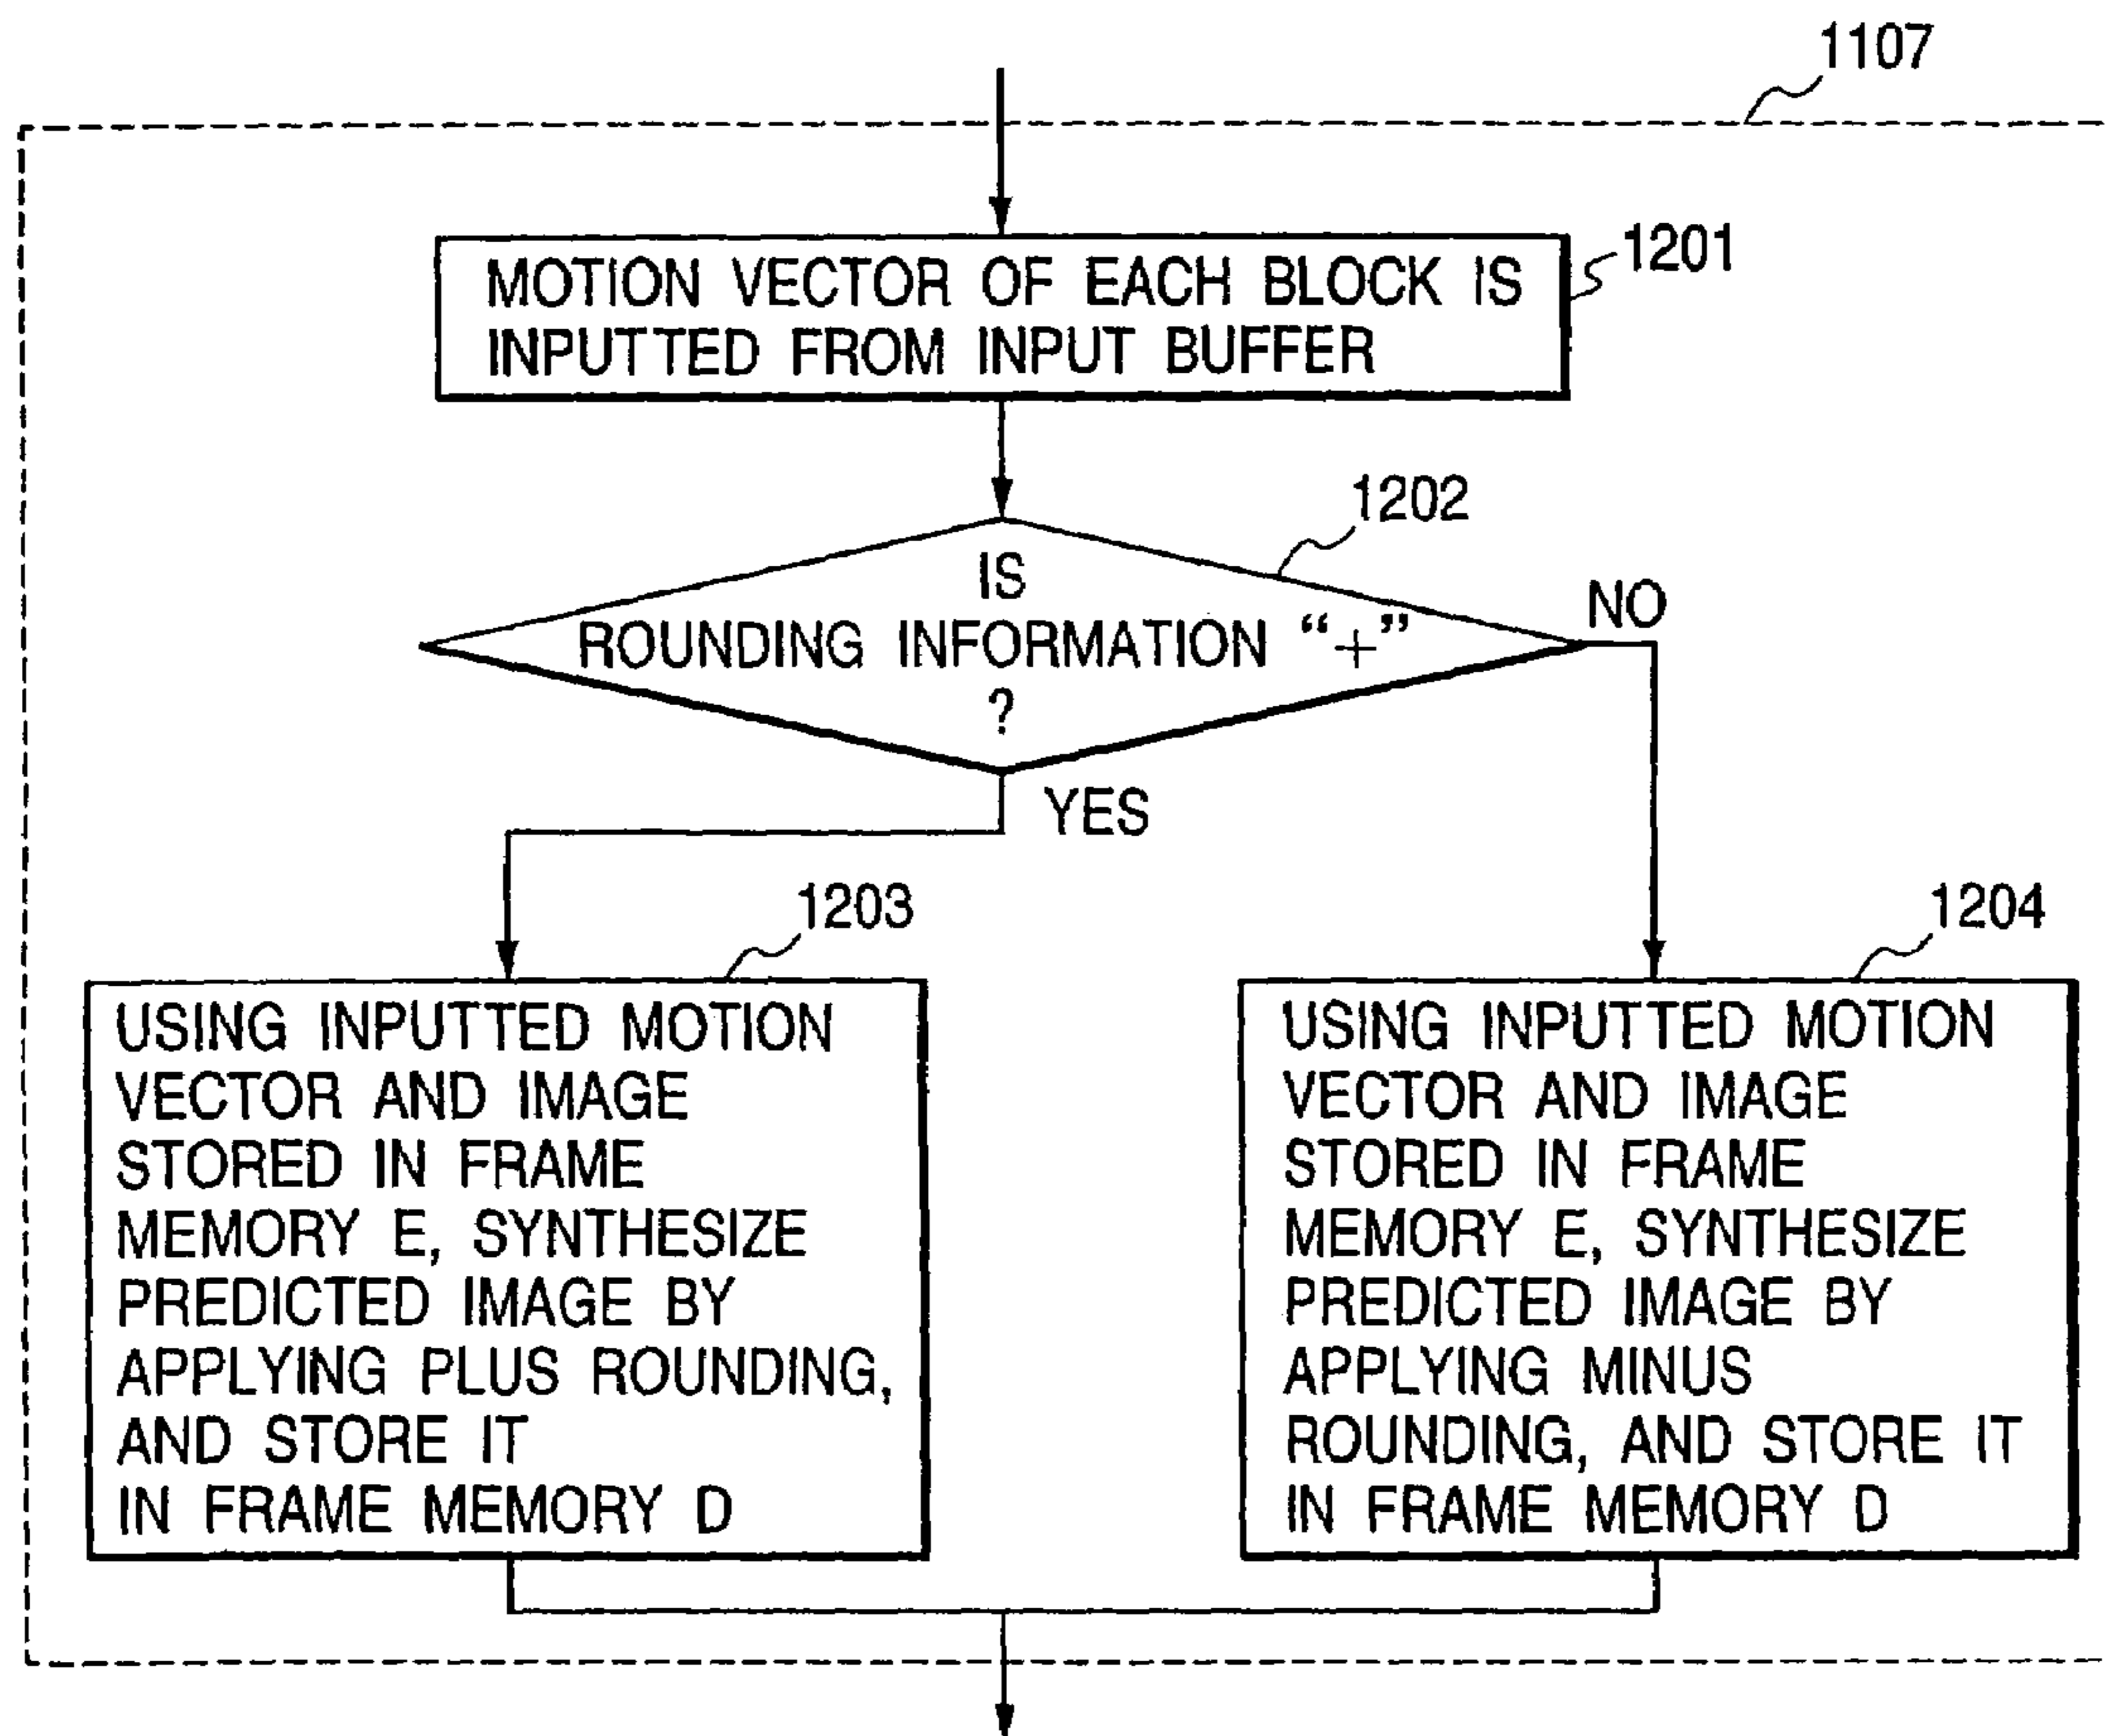 1107
MOTION VECTOR OF EACH BLOCK IS
INPUTTED FROM INPUT BUFFER
1201
1202
IS
ROUNDING INFORMATION “+”
?
NO
YES
1203
USING INPUTTED MOTION
VECTOR AND IMAGE
STORED IN FRAME
MEMORY E, SYNTHESIZE
PREDICTED IMAGE BY
APPLYING PLUS ROUNDING,
AND STORE IT
IN FRAME MEMORY D
1204
USING INPUTTED MOTION
VECTOR AND IMAGE
STORED IN FRAME
MEMORY E, SYNTHESIZE
PREDICTED IMAGE BY
APPLYING MINUS
ROUNDING, AND STORE IT
IN FRAME MEMORY D